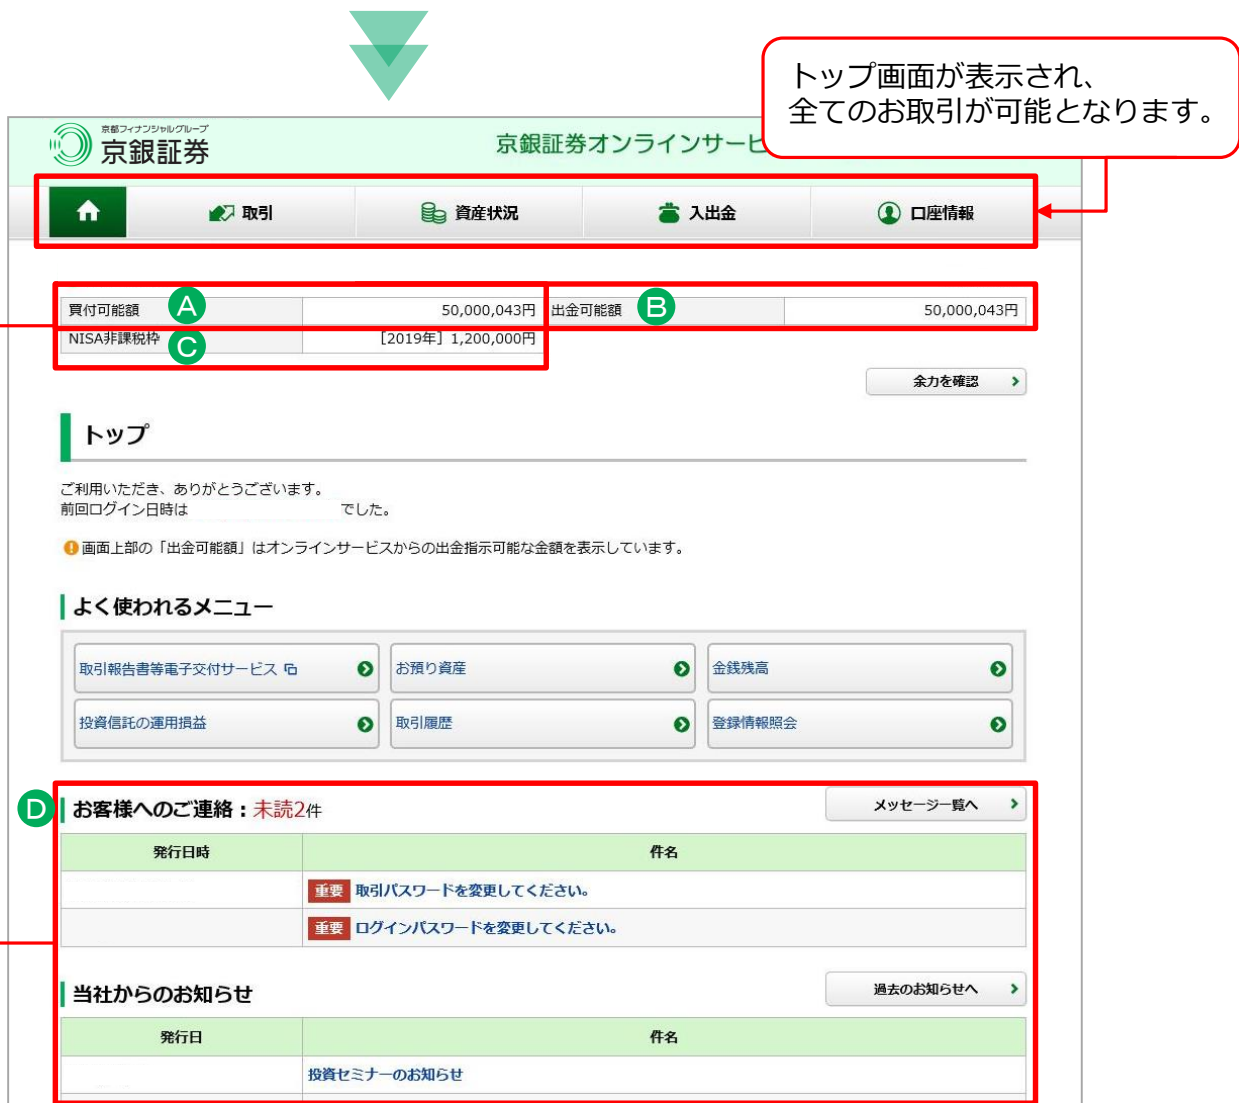 トップ画面が表示され、
全てのお取引が可能となります。
京都フィナンシャルグループ
京銀証券
京銀証券オンラインサービ
取引
資産状況
入出金
口座情報
買付可能額
A
50,000,043円
出金可能額
B
50,000,043円
NISA非課税枠
C
[2019年] 1,200,000円
余力を確認
トップ
ご利用いただき、ありがとうございます。
前回ログイン日時は でした。
画面上部の「出金可能額」はオンラインサービスからの出金指示可能な金額を表示しています。
よく使われるメニュー
取引報告書等電子交付サービス
お預り資産
金銭残高
投資信託の運用損益
取引履歴
登録情報照会
D
お客様へのご連絡：未読2件
メッセージ一覧へ
発行日時
件名
重要 取引パスワードを変更してください。
重要 ログインパスワードを変更してください。
当社からのお知らせ
過去のお知らせへ
発行日
件名
投資セミナーのお知らせ